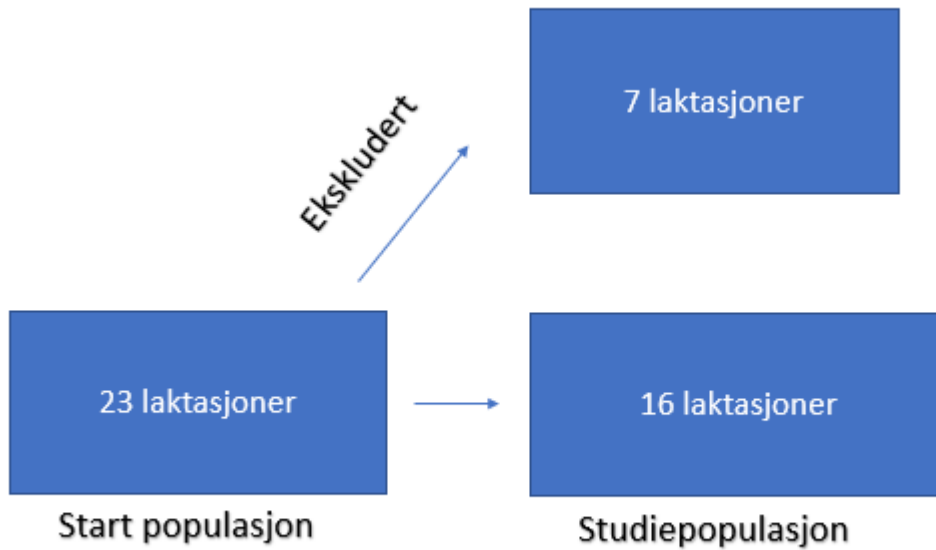 7 laktasjoner
Ekskludert
23 laktasjoner
16 laktasjoner
Start populasjon
Studiepopulasjon